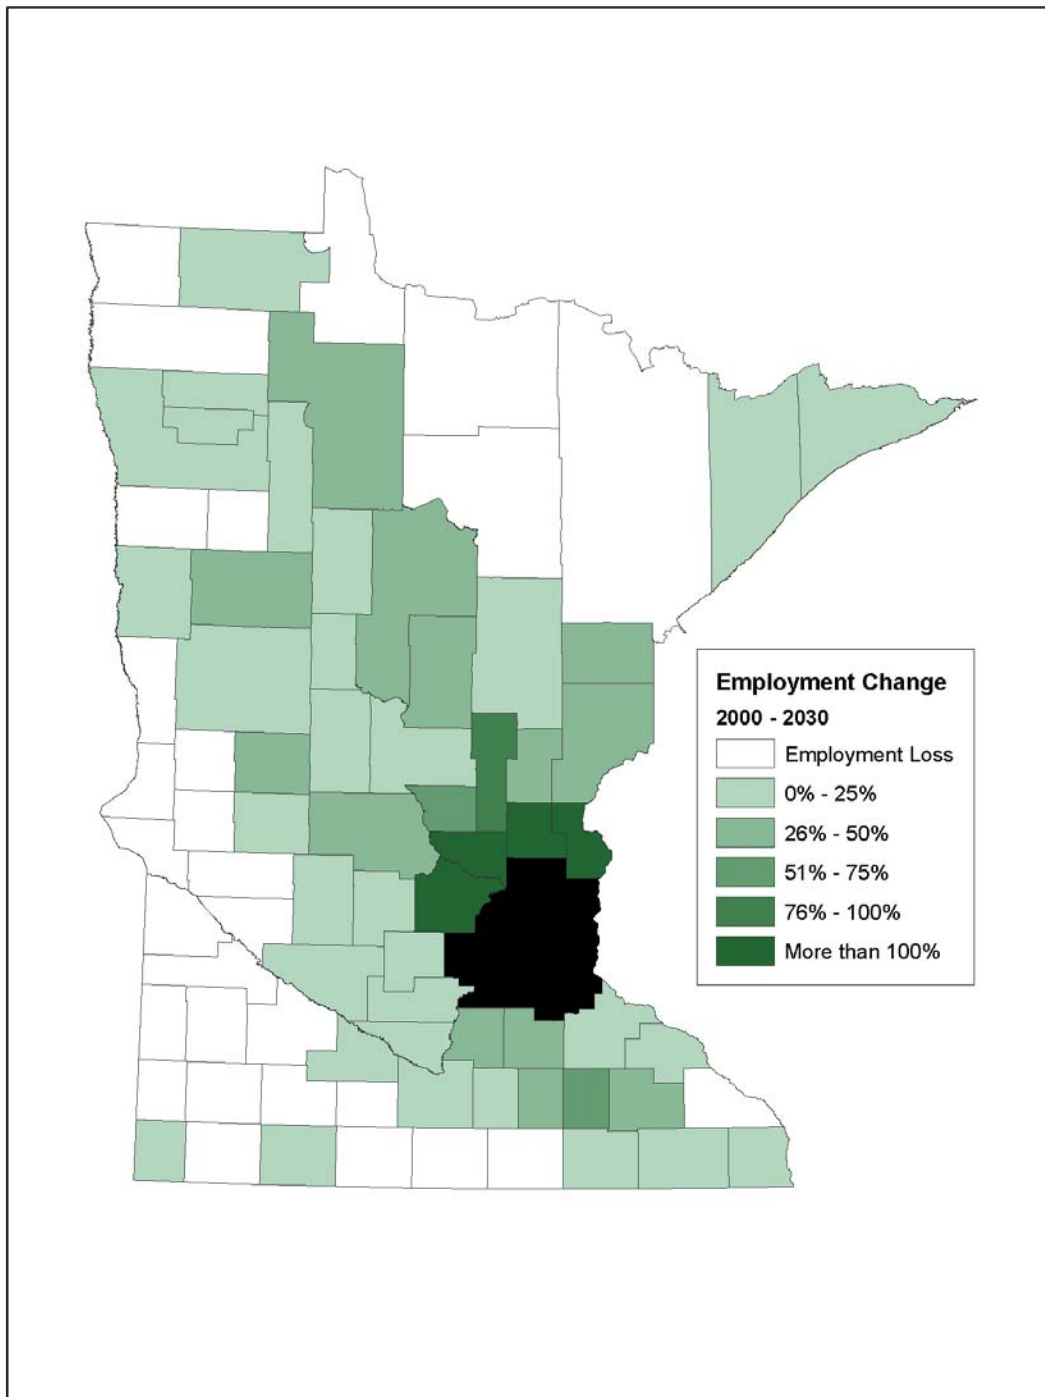 Employment Change
2000 - 2030
Employment Loss
0% - 25%
26% - 50%
51% - 75%
76% - 100%
More than 100%